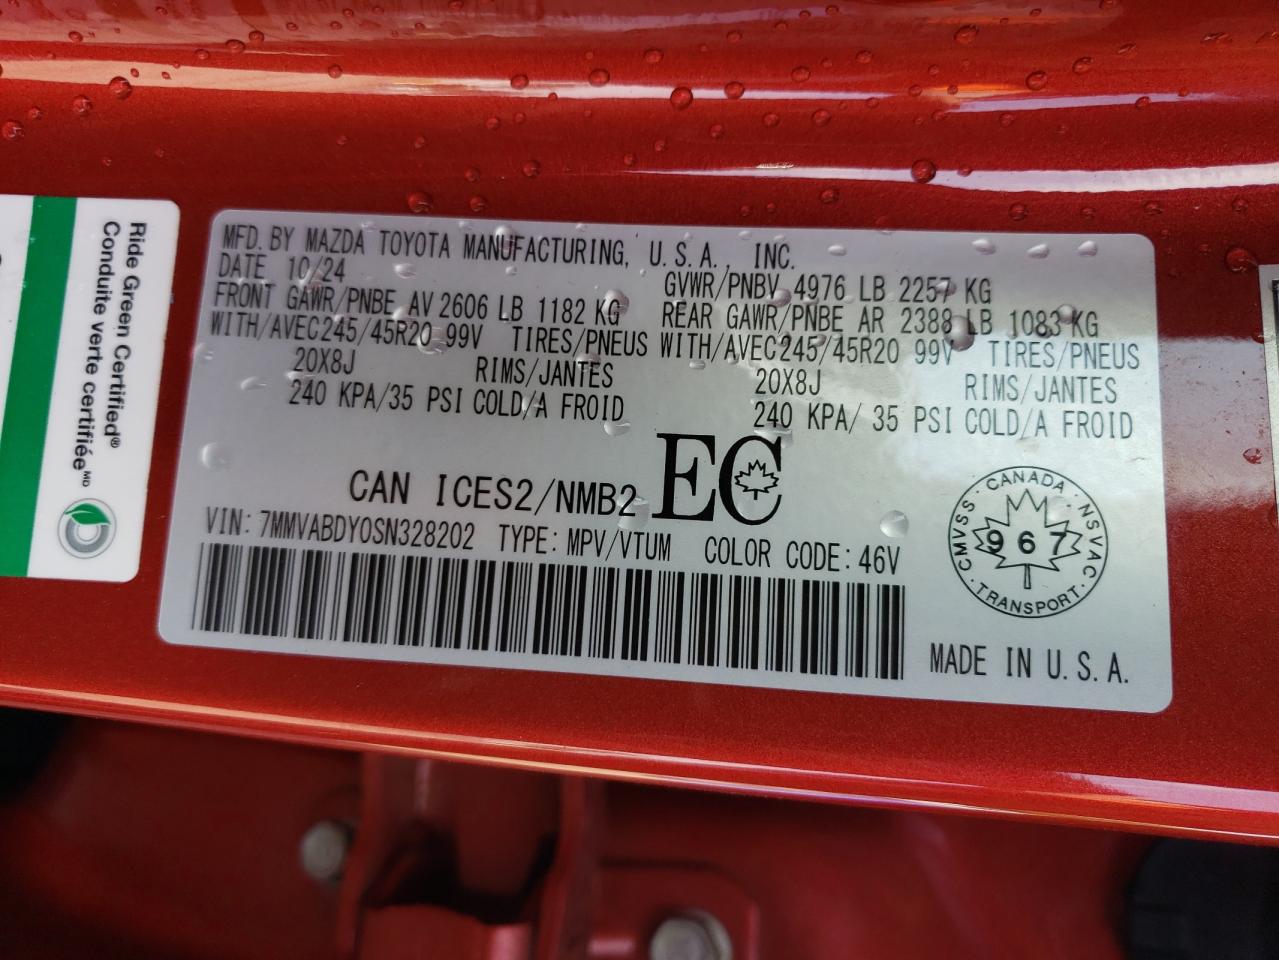 MFD. BY MAZDA TOYOTA MANUFACTURING, U.S.A., INC.
DATE 10/24 GVWR/PNBV 4976 LB 2257 KG
FRONT GAWR/PNBE AV 2606 LB 1182 KG REAR GAWR/PNBE AR 2388 LB 1083 KG
WITH/AVEC245/45R20 99V TIRES/PNEUS WITH/AVEC245/45R20 99V TIRES/PNEUS
20X8J RIMS/JANTES 20X8J RIMS/JANTES
240 KPA/35 PSI COLD/A FROID 240 KPA/ 35 PSI COLD/A FROID
CAN ICES2/NMB2 EC
VIN: 7MMVABDY0SN328202 TYPE: MPV/VTUM COLOR CODE: 46V
CANADA · NSVAC · TRANSPORT · CMVSS ·
967
MADE IN U.S.A.
Ride Green Certified®
Conduite verte certifiée MD